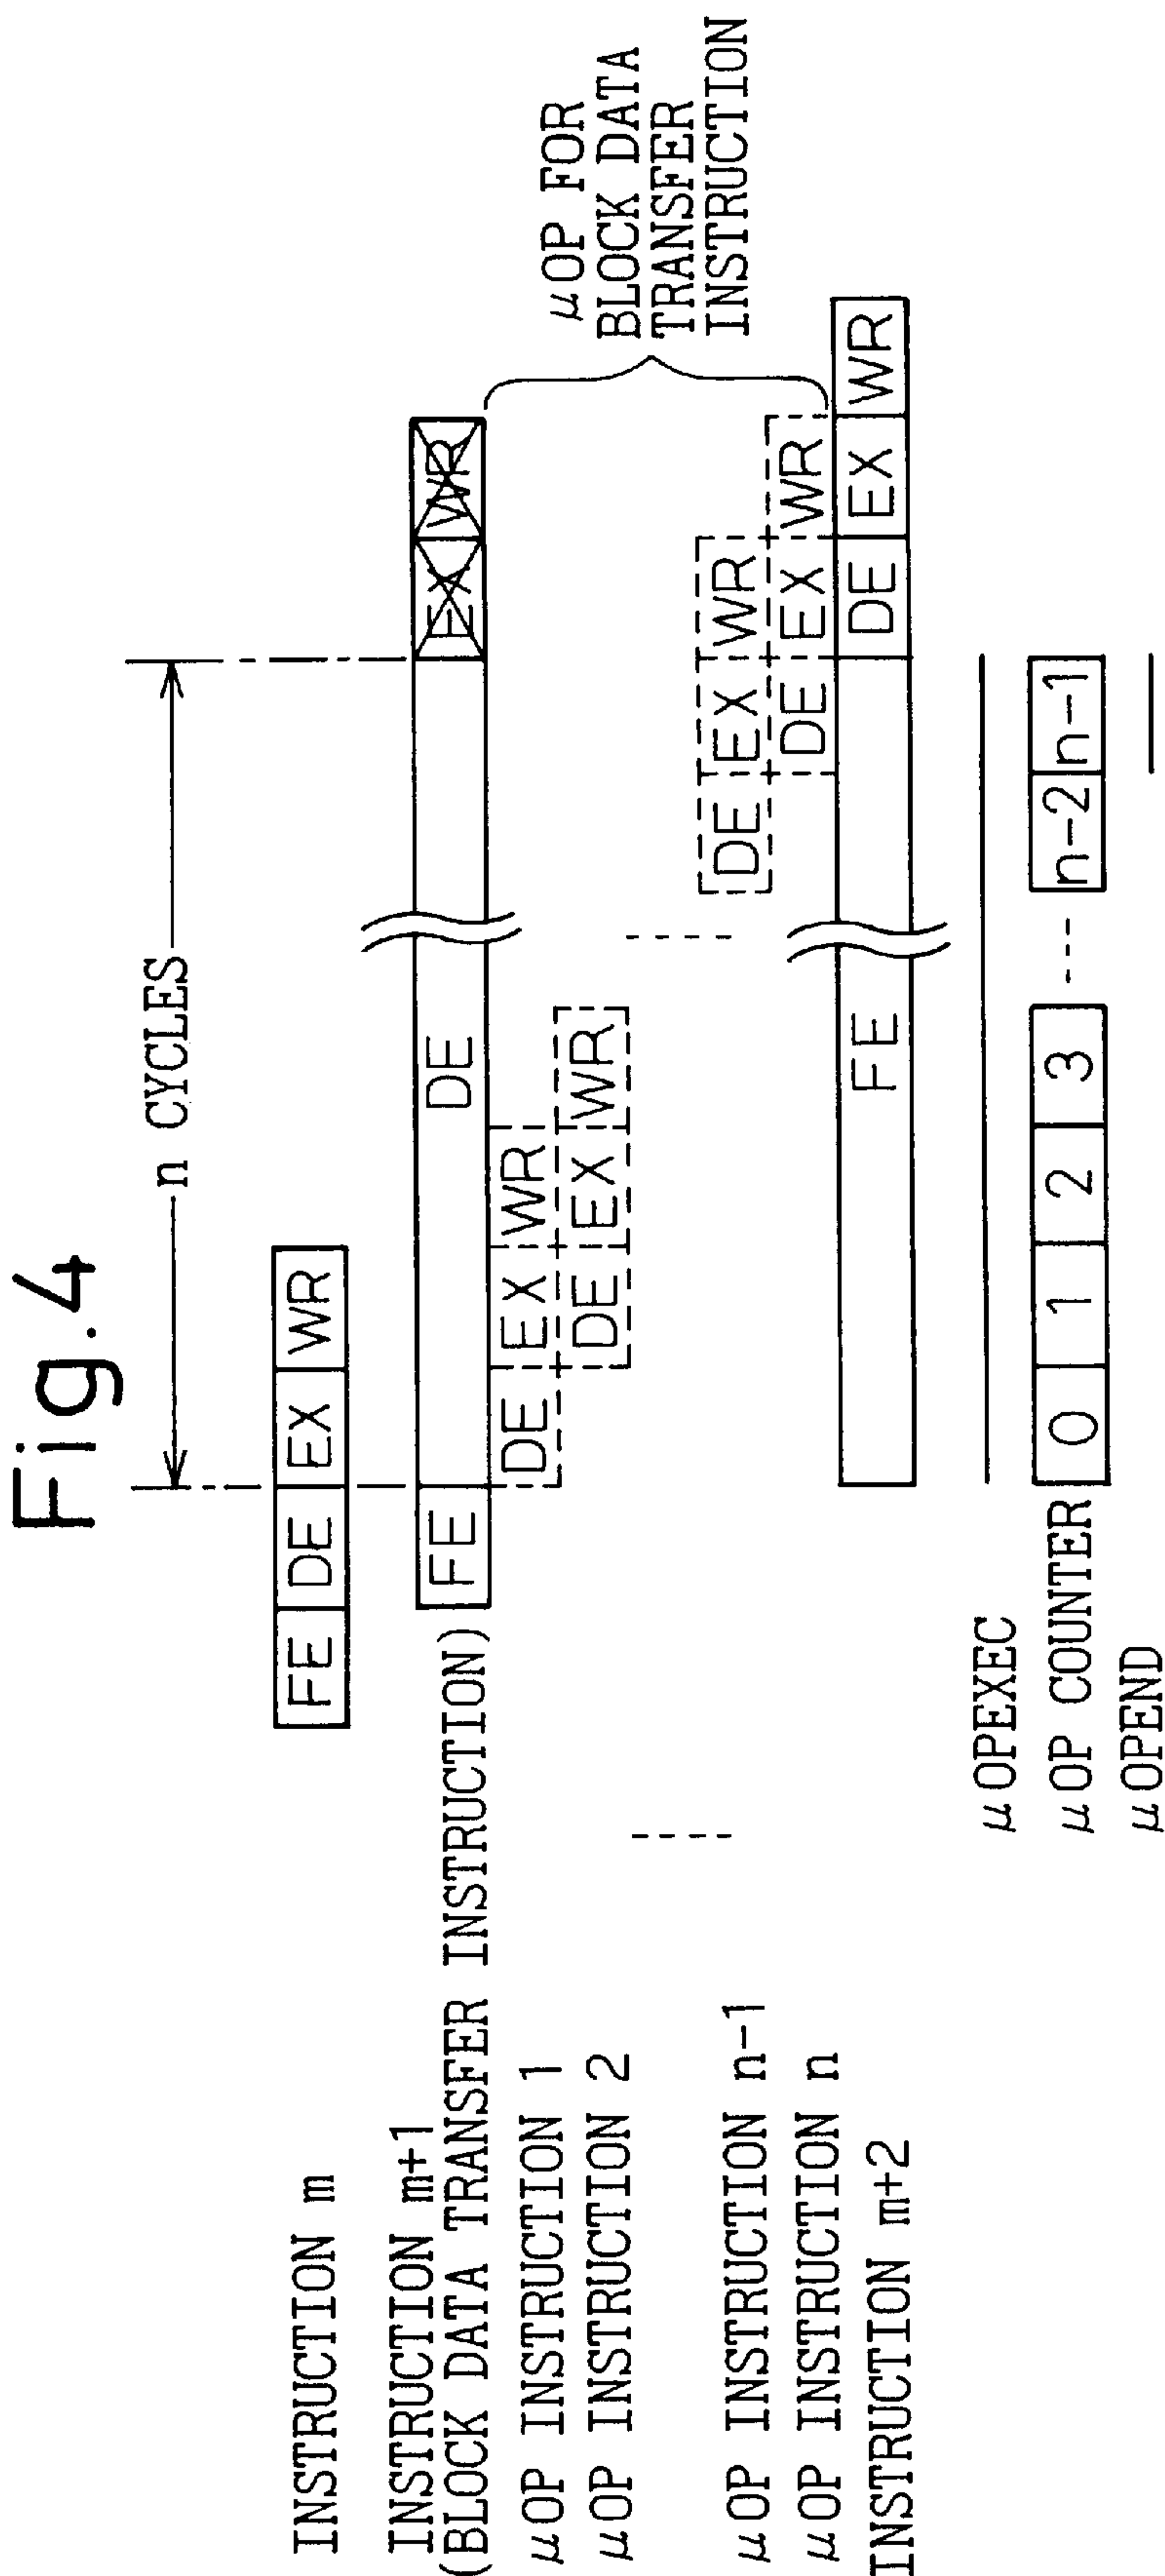 Fig.4
n CYCLES
INSTRUCTION m
FE DE EX WR
INSTRUCTION m+1
(BLOCK DATA TRANSFER INSTRUCTION)
FE DE EX WR
μOP INSTRUCTION 1
DE EX WR
μOP INSTRUCTION 2
DE EX WR
μOP FOR
BLOCK DATA
TRANSFER
INSTRUCTION
μOP INSTRUCTION n-1
DE EX WR
μOP INSTRUCTION n
DE EX WR
INSTRUCTION m+2
FE DE EX WR
μOPEXEC
μOP COUNTER 0 1 2 3 --- n-2 n-1
μOPEND